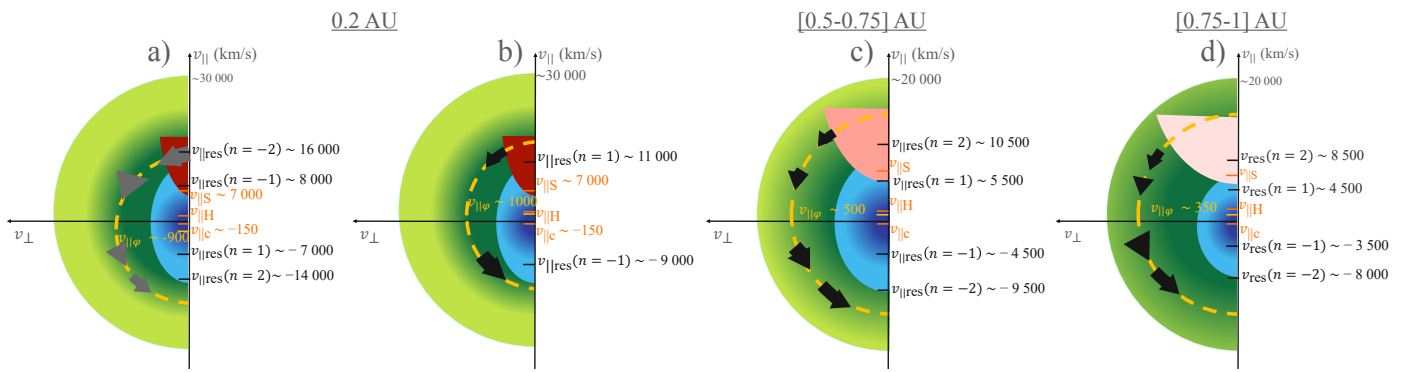 0.2 AU
[0.5-0.75] AU
[0.75-1] AU
a)
v|| (km/s)
~30 000
v||res(n = −2) ~ 16 000
v||res(n = −1) ~ 8 000
v||S ~ 7 000
v||H
v||φ ~ -900
v||c ~ −150
v⊥
v||res(n = 1) ~ − 7 000
v||res(n = 2) ~ −14 000
b)
v|| (km/s)
~30 000
v||res(n = 1) ~ 11 000
v||S ~ 7 000
v||φ ~ 1000
v||H
v||c ~ −150
v⊥
v||res(n = −1) ~ − 9 000
c)
v|| (km/s)
~20 000
v||res(n = 2) ~ 10 500
v||S
v||res(n = 1) ~ 5 500
v||H
v||φ ~ 500
v||c
v⊥
v||res(n = −1) ~ − 4 500
v||res(n = −2) ~ − 9 500
d)
v|| (km/s)
~20 000
vres(n = 2) ~ 8 500
v||S
vres(n = 1) ~ 4 500
v||φ ~ 350
v||H
v||c
v⊥
vres(n = −1) ~ − 3 500
vres(n = −2) ~ − 8 000